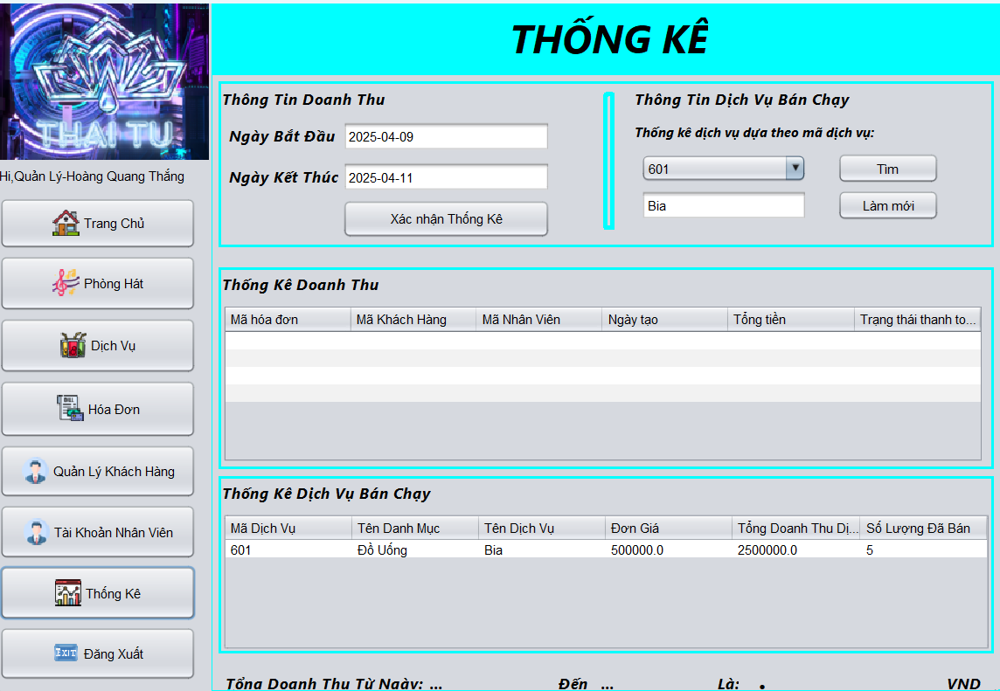 THỐNG KÊ
THAI TU
Hi,Quản Lý-Hoàng Quang Thắng
Trang Chủ
Phòng Hát
Dịch Vụ
Hóa Đơn
Quản Lý Khách Hàng
Tài Khoản Nhân Viên
Thống Kê
EXIT Đăng Xuất
Thông Tin Doanh Thu
Ngày Bắt Đầu 2025-04-09
Ngày Kết Thúc 2025-04-11
Xác nhận Thống Kê
Thông Tin Dịch Vụ Bán Chạy
Thống kê dịch vụ dựa theo mã dịch vụ:
601 Tìm
Bia Làm mới
Thống Kê Doanh Thu
Mã hóa đơn Mã Khách Hàng Mã Nhân Viên Ngày tạo Tổng tiền Trạng thái thanh to...
Thống Kê Dịch Vụ Bán Chạy
Mã Dịch Vụ Tên Danh Mục Tên Dịch Vụ Đơn Giá Tổng Doanh Thu Dị... Số Lượng Đã Bán
601 Đồ Uống Bia 500000.0 2500000.0 5
Tổng Doanh Thu Từ Ngày: ... Đến ... Là: . VND